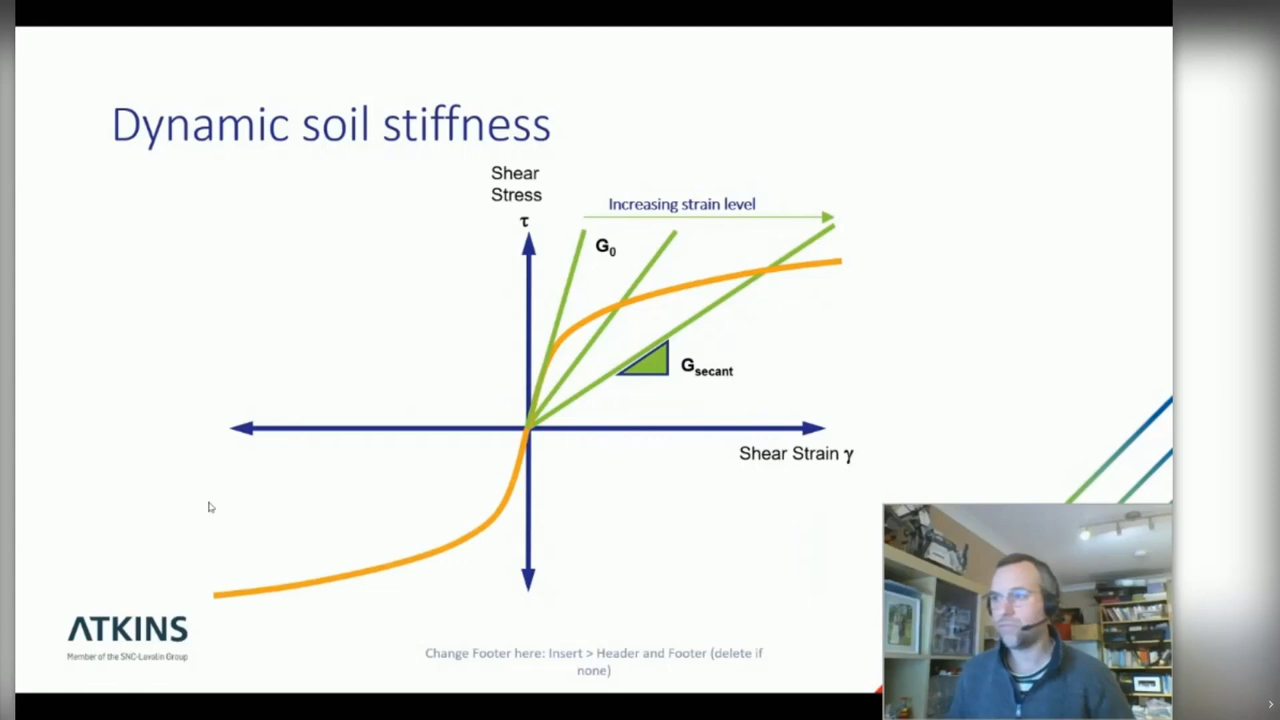 Dynamic soil stiffness
Shear
Stress
τ
Increasing strain level
G₀
Gsecant
Shear Strain γ
ATKINS
Member of the SNC-Lavalin Group
Change Footer here: Insert > Header and Footer (delete if
none)